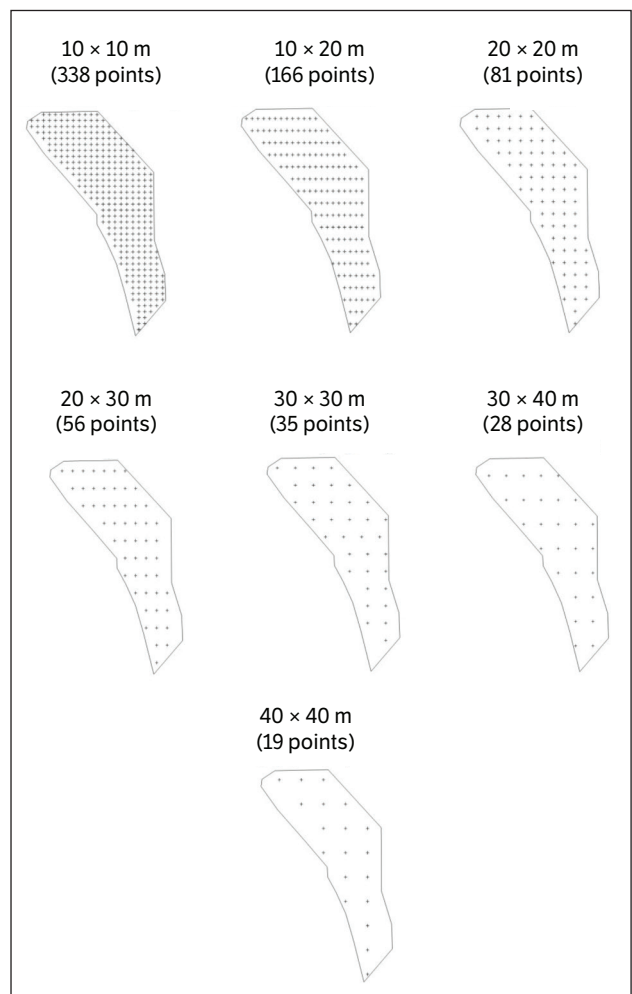 10 × 10 m
(338 points)
10 × 20 m
(166 points)
20 × 20 m
(81 points)
20 × 30 m
(56 points)
30 × 30 m
(35 points)
30 × 40 m
(28 points)
40 × 40 m
(19 points)